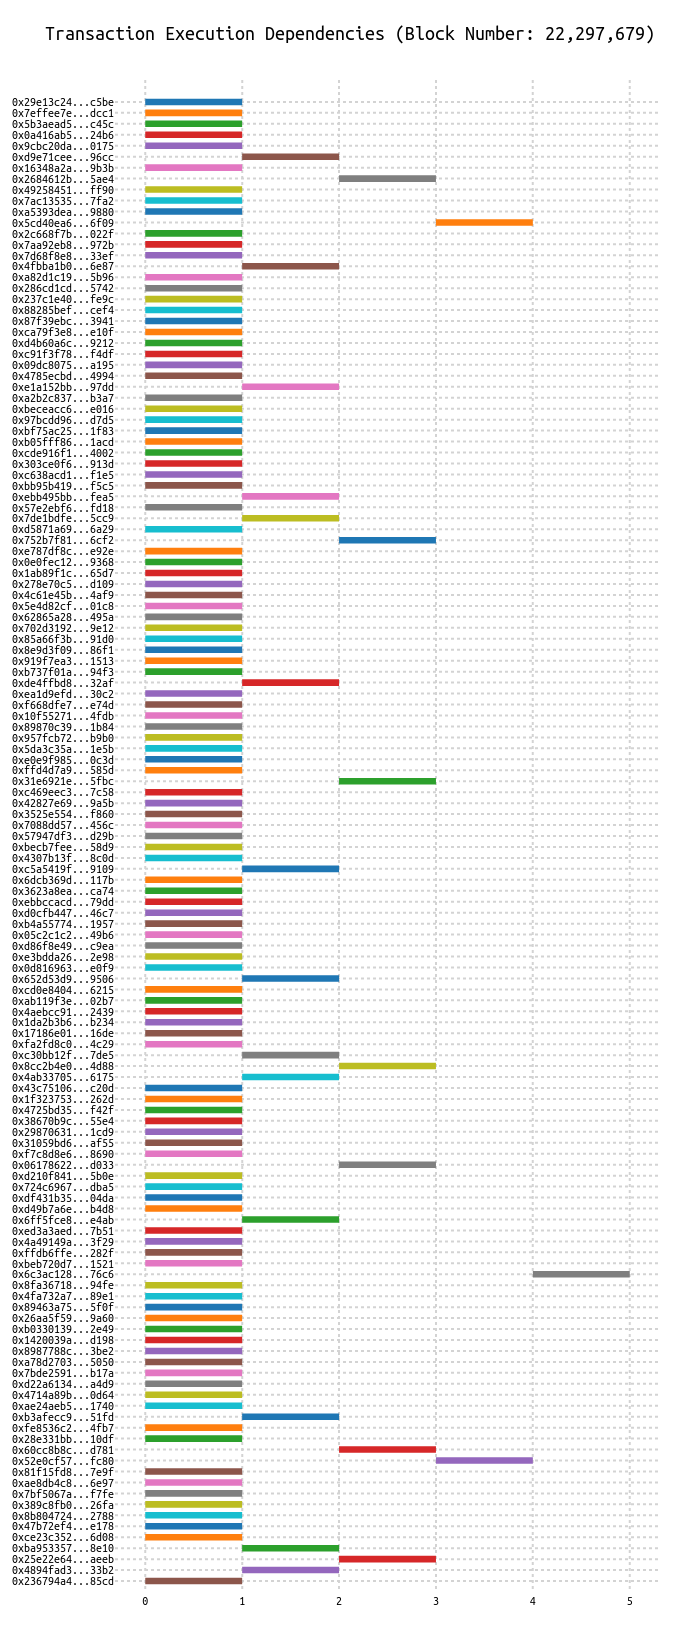 Transaction Execution Dependencies (Block Number: 22,297,679)
0x29e13c24...c5be
0x7effee7e...dcc1
0x5b3aead5...c45c
0x0a416ab5...24b6
0x9cbc20da...0175
0xd9e71cee...96cc
0x16348a2a...9b3b
0x2684612b...5ae4
0x49258451...ff90
0x7ac13535...7fa2
0xa5393dea...9880
0x5cd40ea6...6f09
0x2c668f7b...022f
0x7aa92eb8...972b
0x7d68f8e8...33ef
0x4fbba1b0...6e87
0xa82d1c19...5b96
0x286cd1cd...5742
0x237c1e40...fe9c
0x88285bef...cef4
0x87f39ebc...3941
0xca79f3e8...e10f
0xd4b60a6c...9212
0xc91f3f78...f4df
0x09dc8075...a195
0x4785ecbd...4994
0xe1a152bb...97dd
0xa2b2c837...b3a7
0xbeceacc6...e016
0x97bcdd96...d7d5
0xbf75ac25...1f83
0xb05fff86...1acd
0xcde916f1...4002
0x303ce0f6...913d
0xc638acd1...f1e5
0xbb95b419...f5c5
0xebb495bb...fea5
0x57e2ebf6...fd18
0x7de1bdfe...5cc9
0xd5871a69...6a29
0x752b7f81...6cf2
0xe787df8c...e92e
0x0e0fec12...9368
0x1ab89f1c...65d7
0x278e70c5...d109
0x4c61e45b...4af9
0x5e4d82cf...01c8
0x62865a28...495a
0x702d3192...9e12
0x85a66f3b...91d0
0x8e9d3f09...86f1
0x919f7ea3...1513
0xb737f01a...94f3
0xde4ffbd8...32af
0xea1d9efd...30c2
0xf668dfe7...e74d
0x10f55271...4fdb
0x89870c39...1b84
0x957fcb72...b9b0
0x5da3c35a...1e5b
0xe0e9f985...0c3d
0xffd4d7a9...585d
0x31e6921e...5fbc
0xc469eec3...7c58
0x42827e69...9a5b
0x3525e554...f860
0x7088dd57...456c
0x57947df3...d29b
0xbecb7fee...58d9
0x4307b13f...8c0d
0xc5a5419f...9109
0x6dcb369d...117b
0x3623a8ea...ca74
0xebbccacd...79dd
0xd0cfb447...46c7
0xb4a55774...1957
0x05c2c1c2...49b6
0xd86f8e49...c9ea
0xe3bdda26...2e98
0x0d816963...e0f9
0x652d53d9...9506
0xcd0e8404...6215
0xab119f3e...02b7
0x4aebcc91...2439
0x1da2b3b6...b234
0x17186e01...16de
0xfa2fd8c0...4c29
0xc30bb12f...7de5
0x8cc2b4e0...4d88
0x4ab33705...6175
0x43c75106...c20d
0x1f323753...262d
0x4725bd35...f42f
0x38670b9c...55e4
0x29870631...1cd9
0x31059bd6...af55
0xf7c8d8e6...8690
0x06178622...d033
0xd210f841...5b0e
0x724c6967...dba5
0xdf431b35...04da
0xd49b7a6e...b4d8
0x6ff5fce8...e4ab
0xed3a3aed...7b51
0x4a49149a...3f29
0xffdb6ffe...282f
0xbeb720d7...1521
0x6c3ac128...76c6
0x8fa36718...94fe
0x4fa732a7...89e1
0x89463a75...5f0f
0x26aa5f59...9a60
0xb0330139...2e49
0x1420039a...d198
0x8987788c...3be2
0xa78d2703...5050
0x7bde2591...b17a
0xd22a6134...a4d9
0x4714a89b...0d64
0xae24aeb5...1740
0xb3afecc9...51fd
0xfe8536c2...4fb7
0x28e331bb...10df
0x60cc8b8c...d781
0x52e0cf57...fc80
0x81f15fd8...7e9f
0xae8db4c8...6e97
0x7bf5067a...f7fe
0x389c8fb0...26fa
0x8b804724...2788
0x47b72ef4...e178
0xce23c352...6d08
0xba953357...8e10
0x25e22e64...aeeb
0x4894fad3...33b2
0x236794a4...85cd
0 1 2 3 4 5